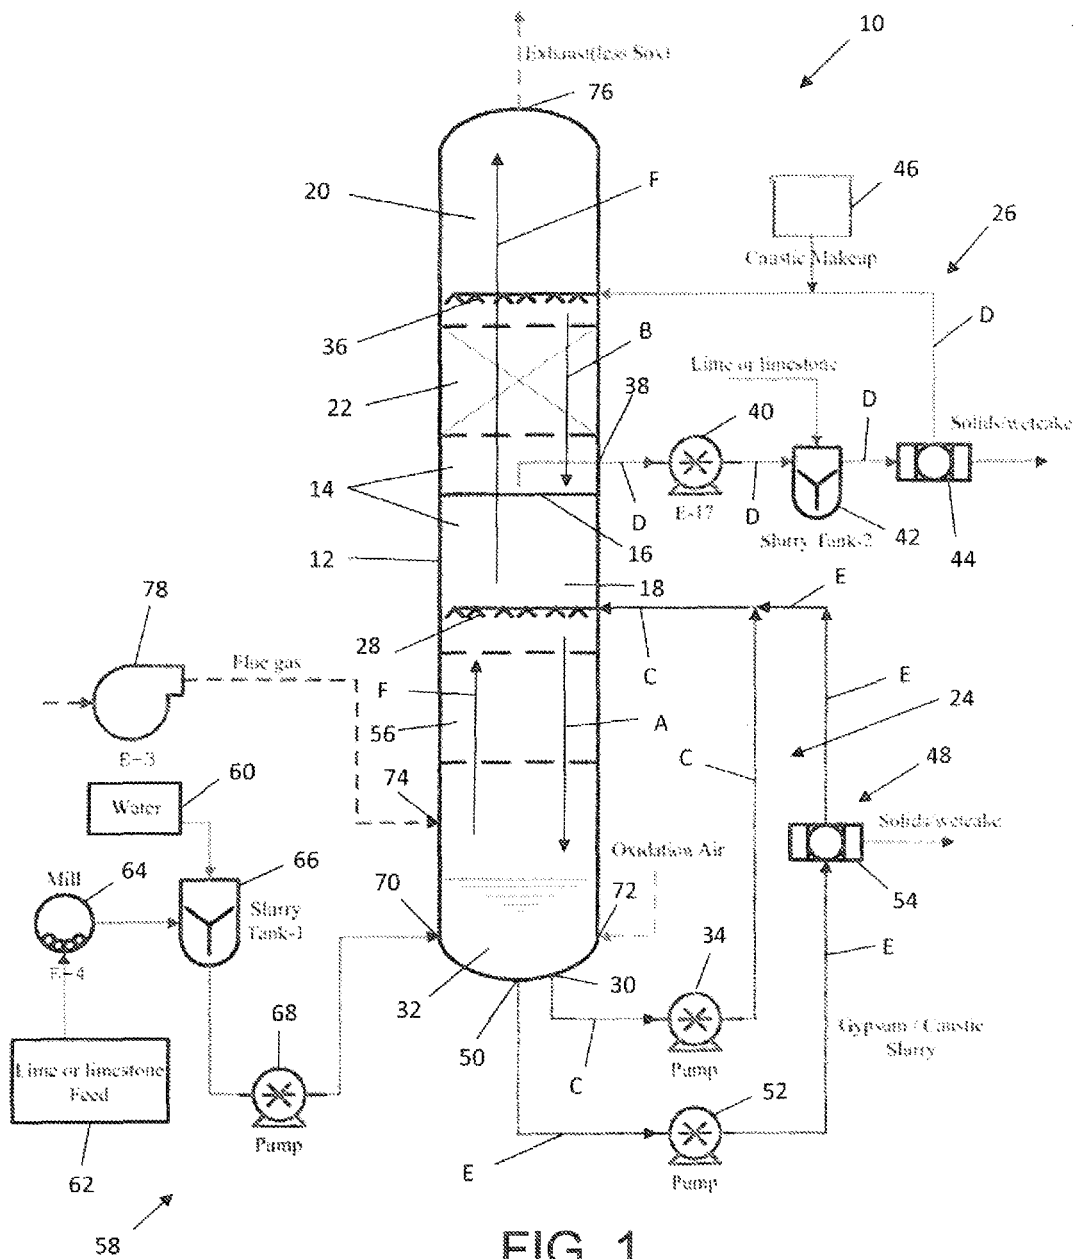 10
Exhaust(less Sox)
76
46
20
F
26
Caustic Makeup
36
B
D
Lime or limestone
22
38
40
D
Solids/wetcake
14
D
D
E-17
16
42
Slurry Tank-2
44
12
18
E
78
28
C
Flue gas
F
E
24
56
A
E-3
C
60
74
48
Water
Solids/wetcake
Oxidation Air
66
Mill
64
70
72
54
Slurry
Tank-1
E
E-4
34
30
32
Gypsum / Caustic
Slurry
68
50
Lime or limestone
Feed
C
Pump
52
Pump
E
62
Pump
58
FIG. 1